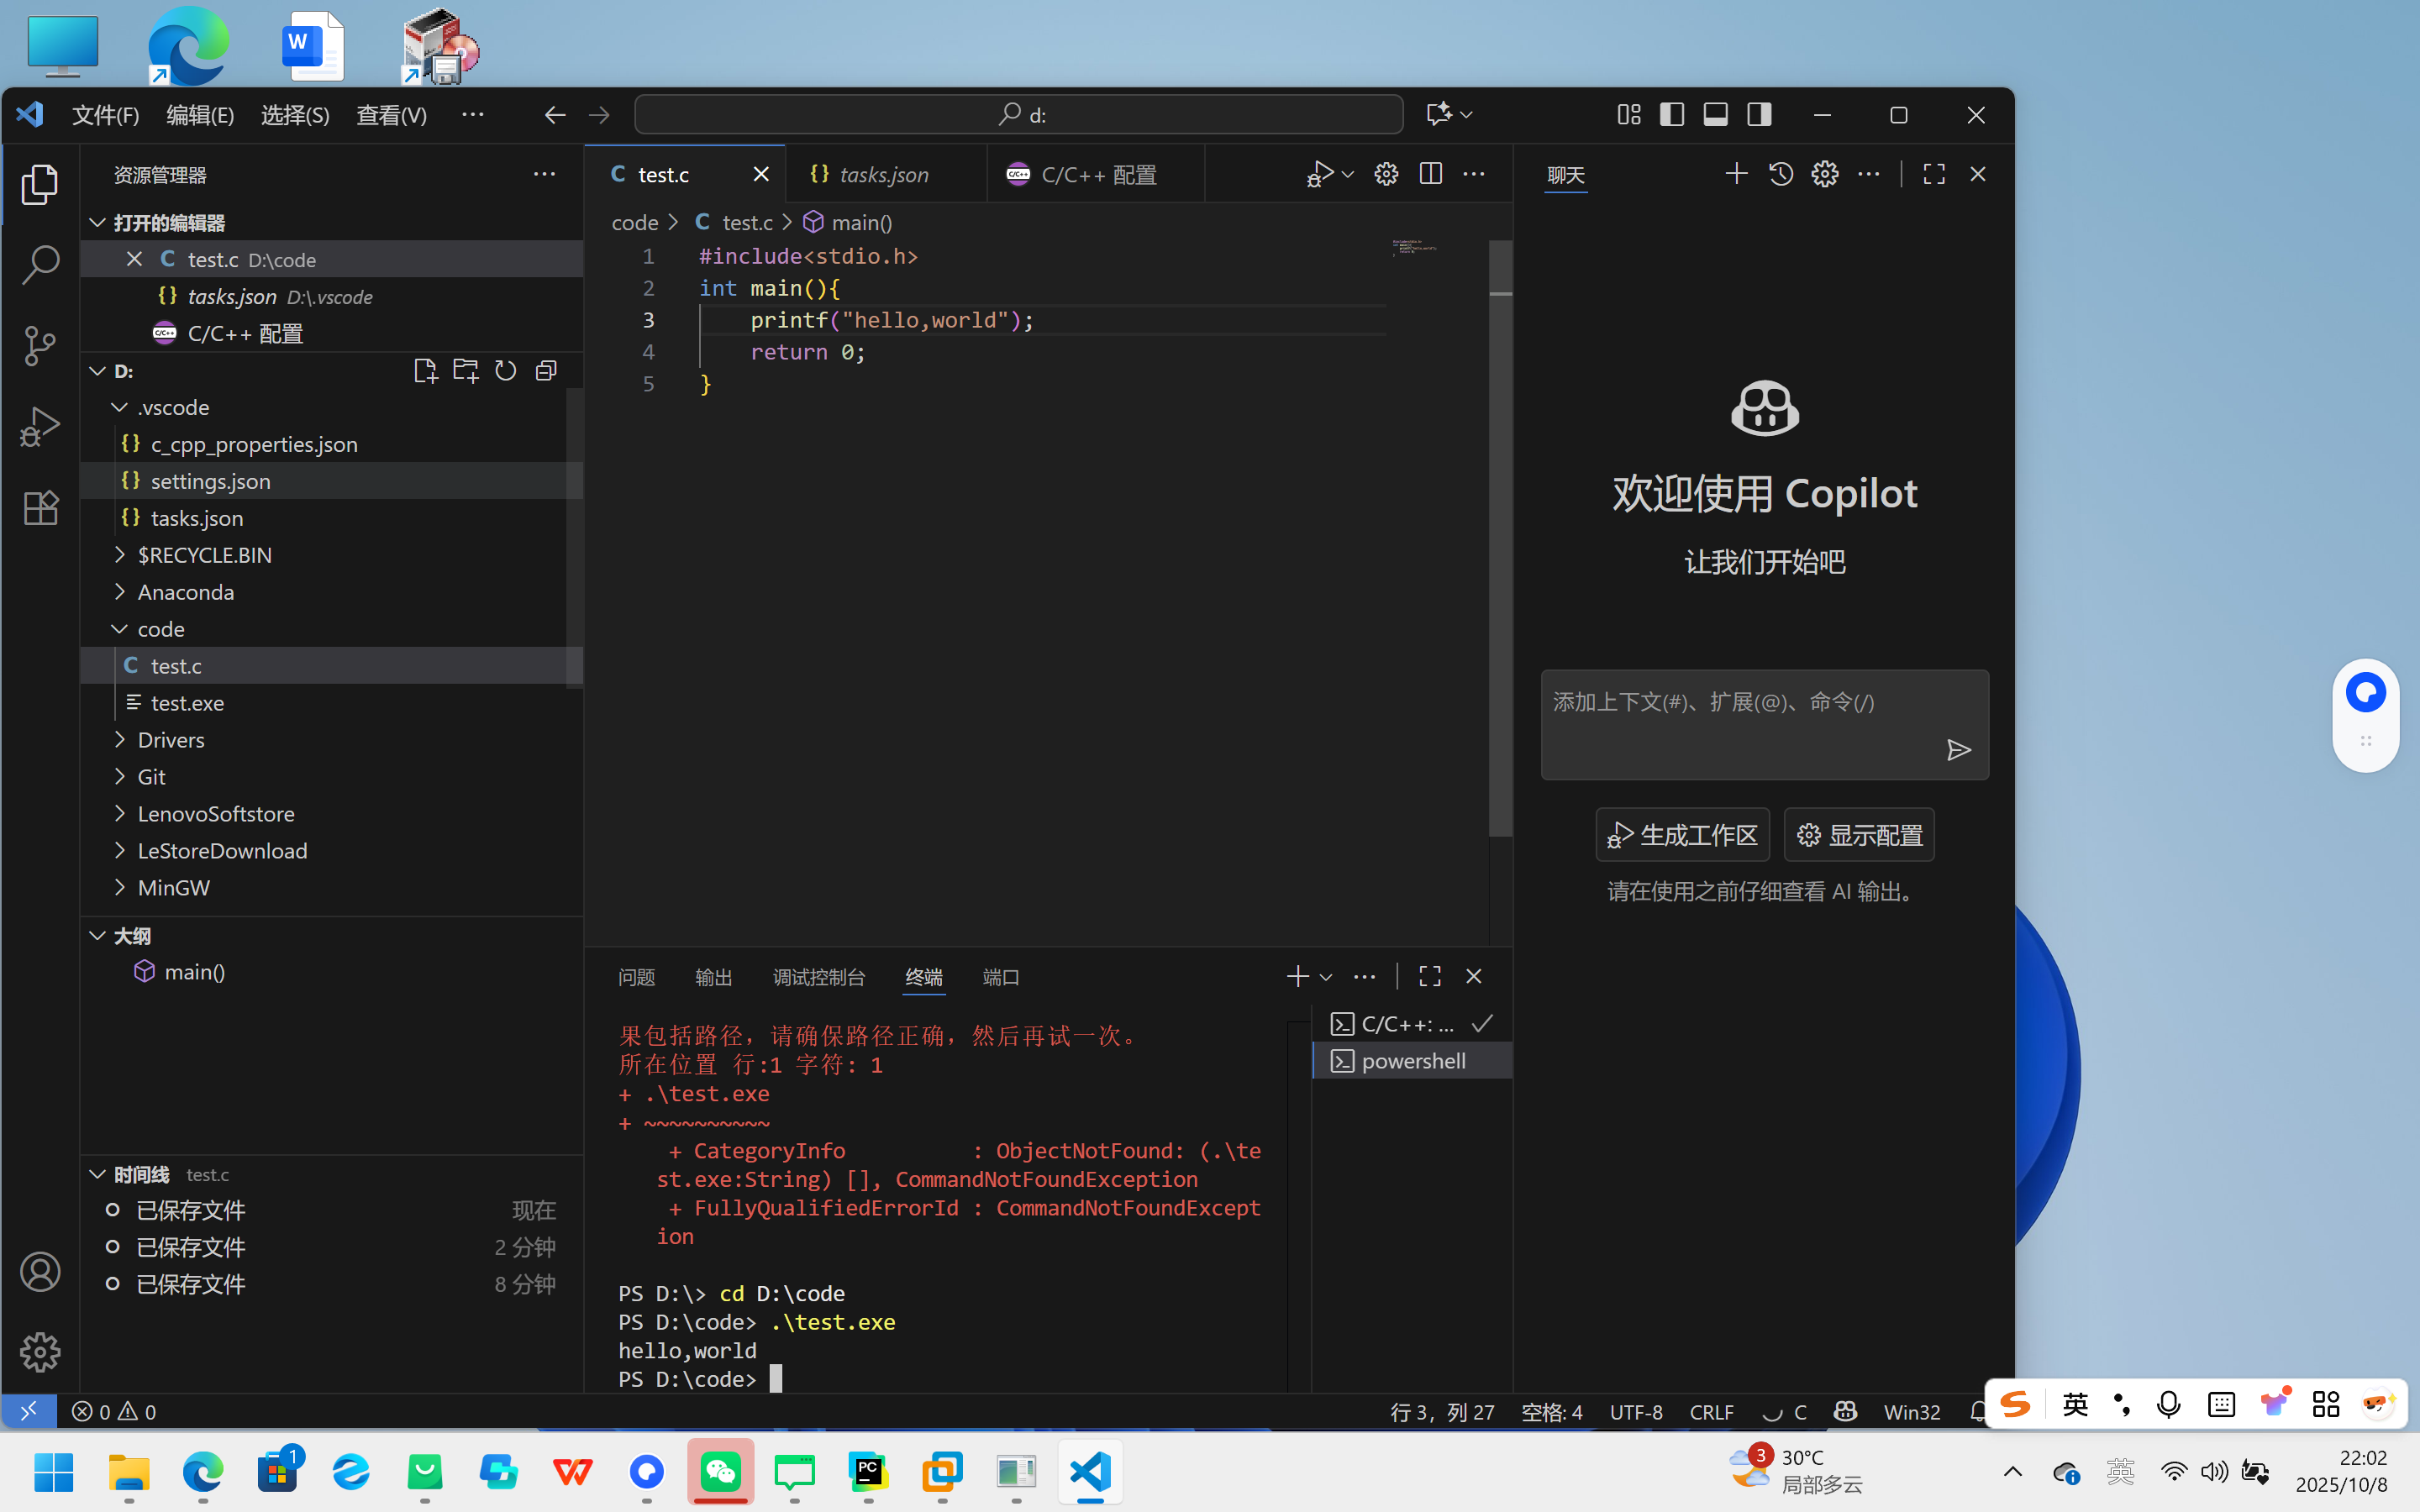 文件(F) 编辑(E) 选择(S) 查看(V) ··· d:
资源管理器 ···
打开的编辑器
test.c D:\code
tasks.json D:\.vscode
C/C++ 配置
D:
.vscode
c_cpp_properties.json
settings.json
tasks.json
$RECYCLE.BIN
Anaconda
code
test.c
test.exe
Drivers
Git
LenovoSoftstore
LeStoreDownload
MinGW
大纲
main()
时间线 test.c
已保存文件 现在
已保存文件 2 分钟
已保存文件 8 分钟
test.c tasks.json C/C++ 配置
code > test.c > main()
1 #include<stdio.h>
2 int main(){
3 printf("hello,world");
4 return 0;
5 }
问题 输出 调试控制台 终端 端口
果包括路径，请确保路径正确，然后再试一次。
所在位置 行:1 字符: 1
+ .\test.exe
+ ~~~~~~~~~~
+ CategoryInfo : ObjectNotFound: (.\te
st.exe:String) [], CommandNotFoundException
+ FullyQualifiedErrorId : CommandNotFoundExcept
ion
PS D:\> cd D:\code
PS D:\code> .\test.exe
hello,world
PS D:\code>
C/C++: ...
powershell
聊天
欢迎使用 Copilot
让我们开始吧
添加上下文(#)、扩展(@)、命令(/)
生成工作区 显示配置
请在使用之前仔细查看 AI 输出。
0 0 行 3，列 27 空格: 4 UTF-8 CRLF C Win32
英
1
3 30°C
局部多云
英
22:02
2025/10/8